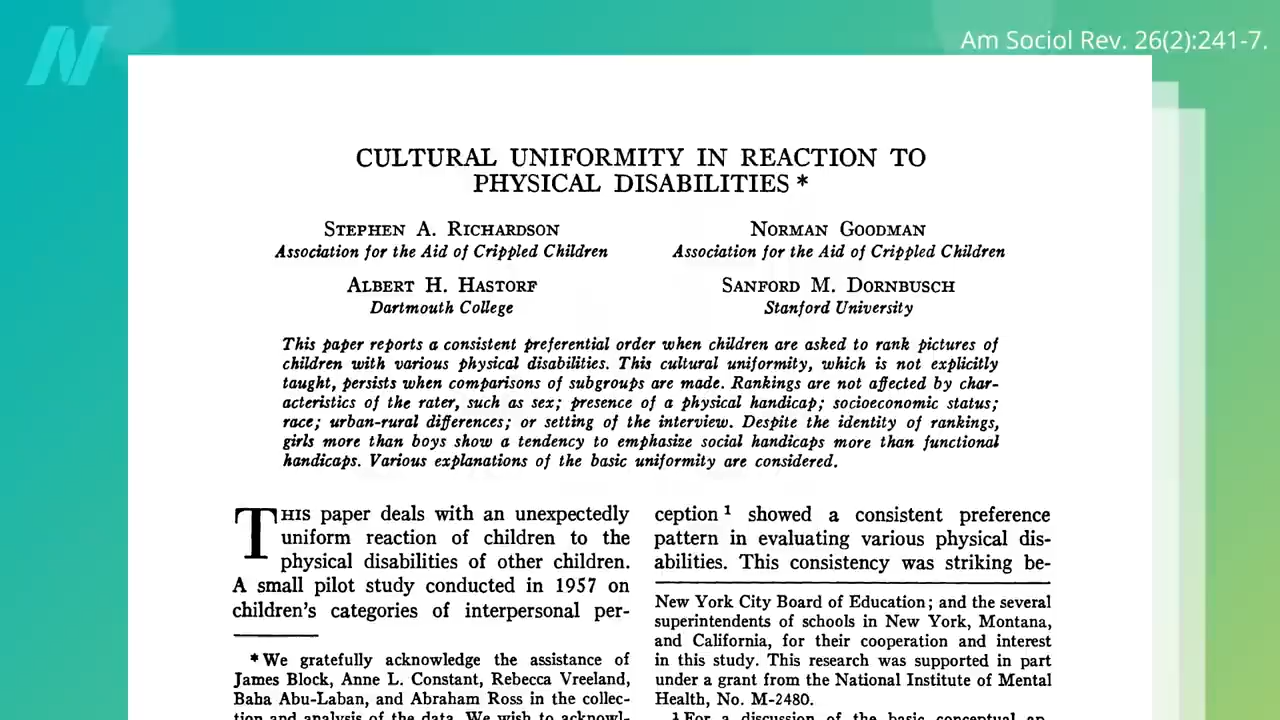 Am Sociol Rev. 26(2):241-7.
CULTURAL UNIFORMITY IN REACTION TO
PHYSICAL DISABILITIES *
STEPHEN A. RICHARDSON
Association for the Aid of Crippled Children
NORMAN GOODMAN
Association for the Aid of Crippled Children
ALBERT H. HASTORF
Dartmouth College
SANFORD M. DORNBUSCH
Stanford University
This paper reports a consistent preferential order when children are asked to rank pictures of
children with various physical disabilities. This cultural uniformity, which is not explicitly
taught, persists when comparisons of subgroups are made. Rankings are not affected by char-
acteristics of the rater, such as sex; presence of a physical handicap; socioeconomic status;
race; urban-rural differences; or setting of the interview. Despite the identity of rankings,
girls more than boys show a tendency to emphasize social handicaps more than functional
handicaps. Various explanations of the basic uniformity are considered.
THIS paper deals with an unexpectedly
uniform reaction of children to the
physical disabilities of other children.
A small pilot study conducted in 1957 on
children's categories of interpersonal per-
* We gratefully acknowledge the assistance of
James Block, Anne L. Constant, Rebecca Vreeland,
Baha Abu-Laban, and Abraham Ross in the collec-
tion and analysis of the data. We wish to acknowl-
ception 1 showed a consistent preference
pattern in evaluating various physical dis-
abilities. This consistency was striking be-
New York City Board of Education; and the several
superintendents of schools in New York, Montana,
and California, for their cooperation and interest
in this study. This research was supported in part
under a grant from the National Institute of Mental
Health, No. M-2480.
1 For a discussion of the basic conceptual ap-